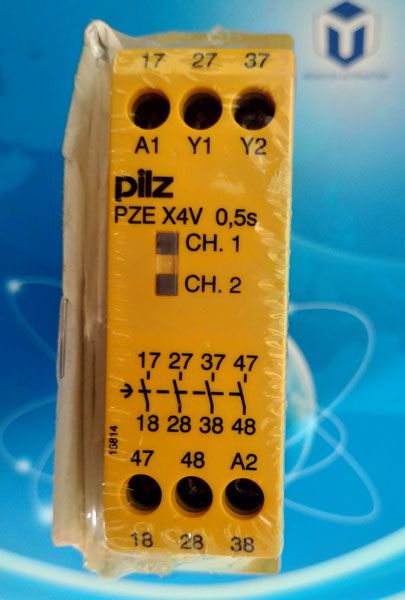 17 27 37
A1 Y1 Y2
pilz
PZE X4V 0,5s
CH. 1
CH. 2
17 27 37 47
18 28 38 48
15814
47 48 A2
18 28 38